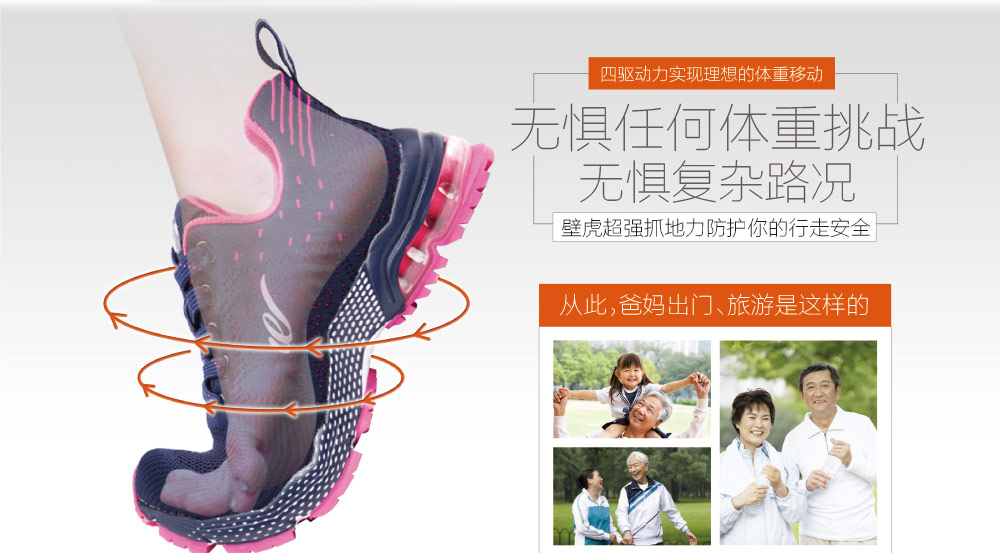 四驱动力实现理想的体重移动
无惧任何体重挑战
无惧复杂路况
壁虎超强抓地力防护你的行走安全
从此，爸妈出门、旅游是这样的